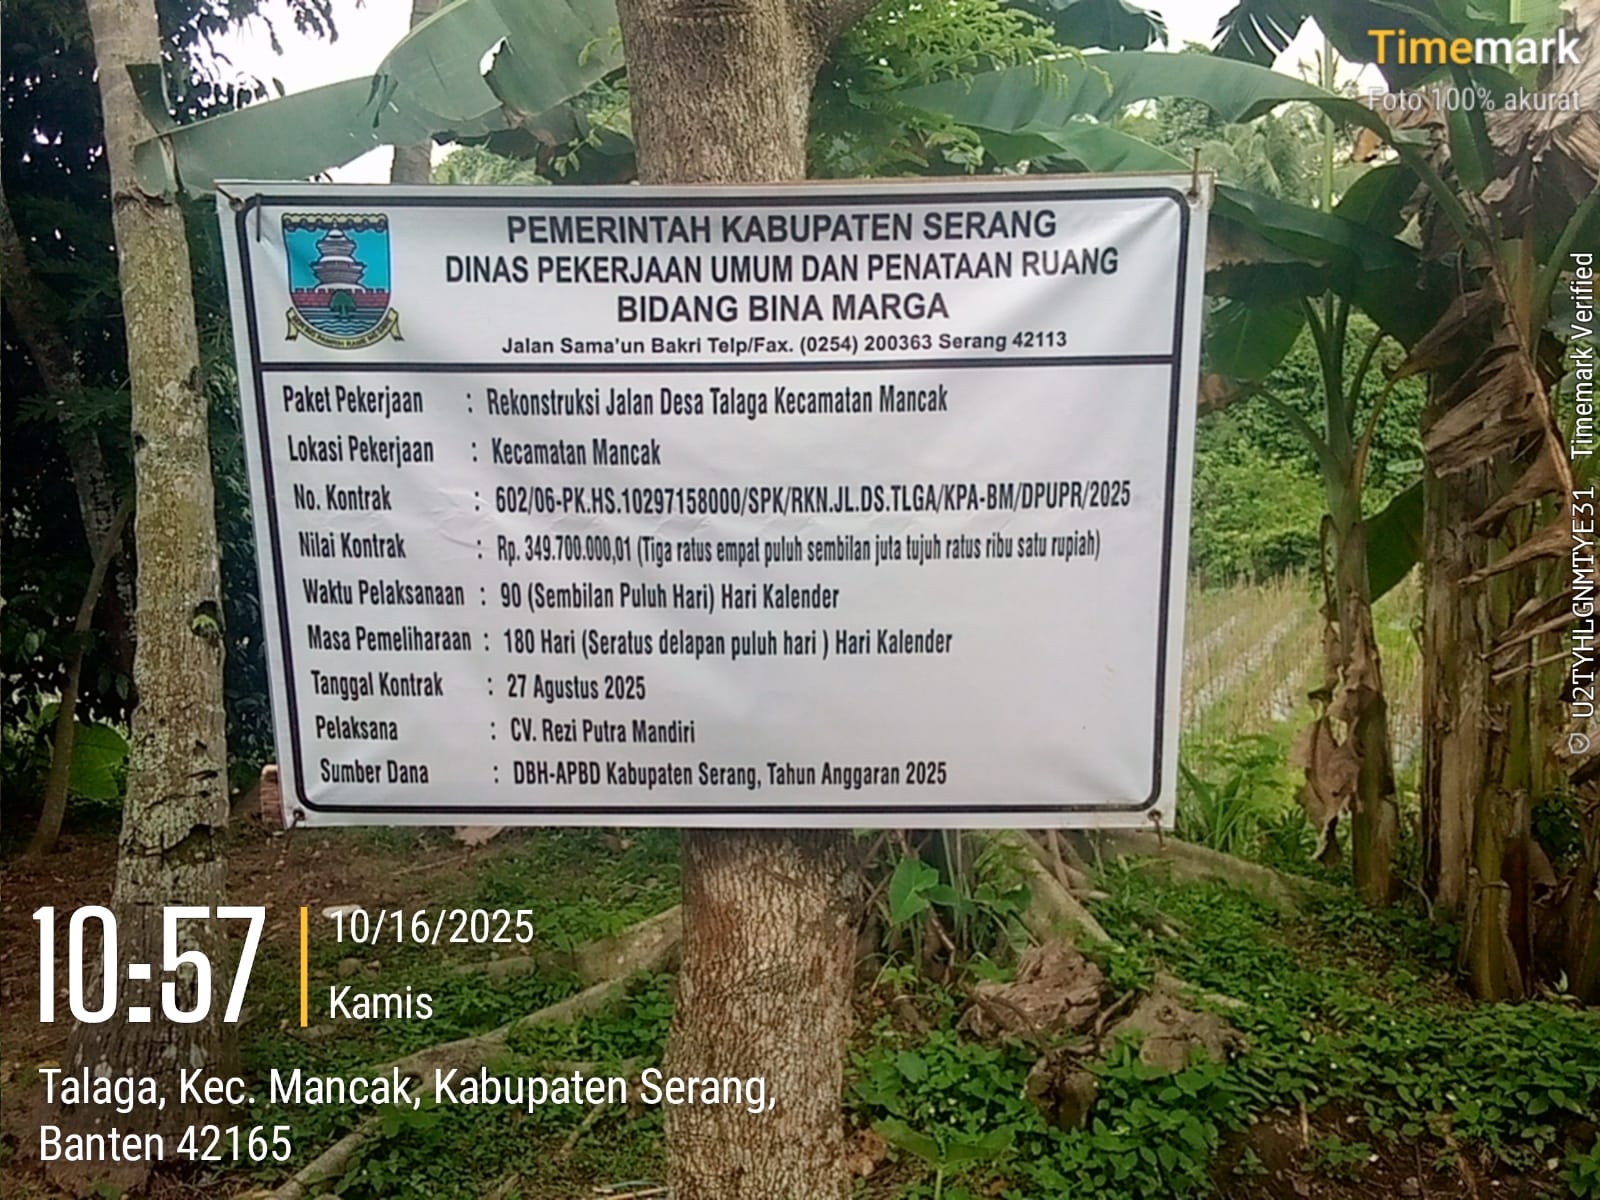 Timemark
Foto 100% akurat
PEMERINTAH KABUPATEN SERANG
DINAS PEKERJAAN UMUM DAN PENATAAN RUANG
BIDANG BINA MARGA
Jalan Sama'un Bakri Telp/Fax. (0254) 200363 Serang 42113
Paket Pekerjaan : Rekonstruksi Jalan Desa Talaga Kecamatan Mancak
Lokasi Pekerjaan : Kecamatan Mancak
No. Kontrak : 602/06-PK.HS.10297158000/SPK/RKN.JL.DS.TLGA/KPA-BM/DPUPR/2025
Nilai Kontrak : Rp. 349.700.000,01 (Tiga ratus empat puluh sembilan juta tujuh ratus ribu satu rupiah)
Waktu Pelaksanaan : 90 (Sembilan Puluh Hari) Hari Kalender
Masa Pemeliharaan : 180 Hari (Seratus delapan puluh hari ) Hari Kalender
Tanggal Kontrak : 27 Agustus 2025
Pelaksana : CV. Rezi Putra Mandiri
Sumber Dana : DBH-APBD Kabupaten Serang, Tahun Anggaran 2025
10:57
10/16/2025
Kamis
Talaga, Kec. Mancak, Kabupaten Serang,
Banten 42165
U2TYHLGNMTYE31 Timemark Verified